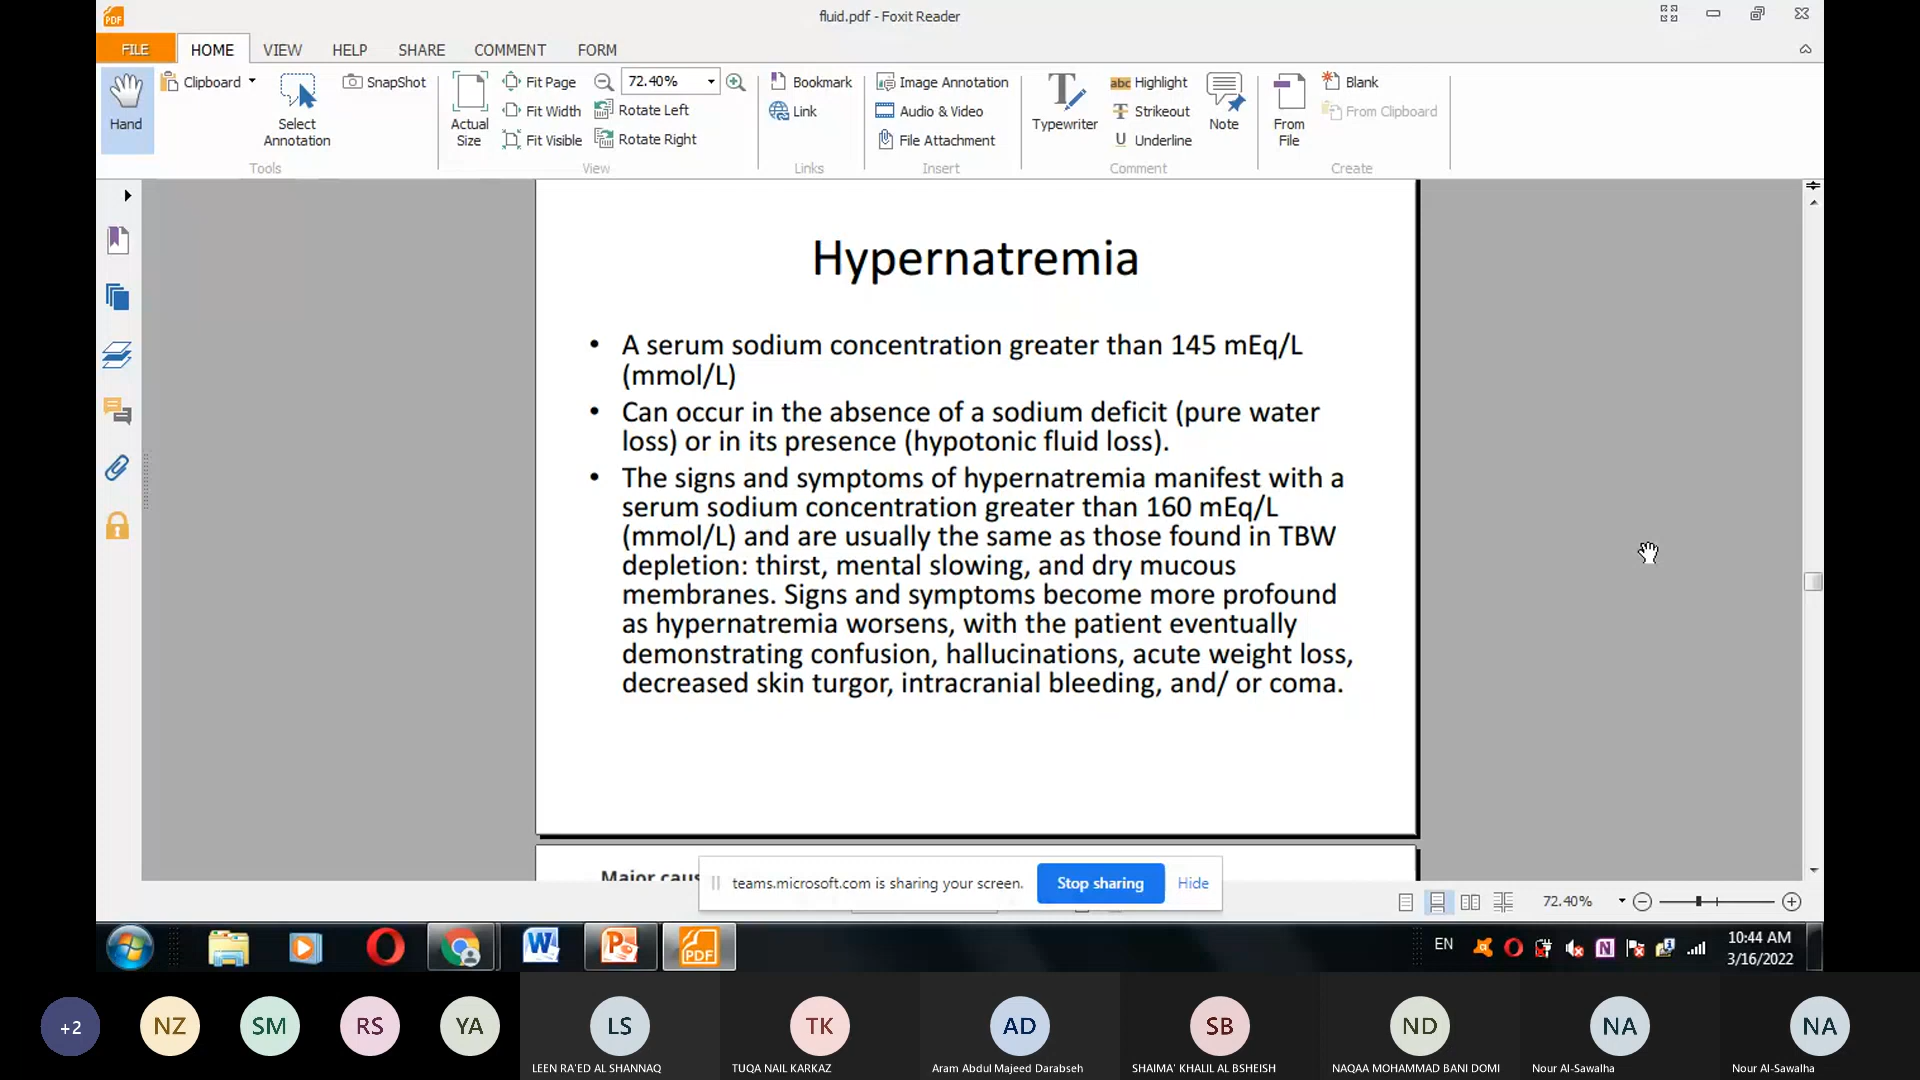 fluid.pdf - Foxit Reader
FILE HOME VIEW HELP SHARE COMMENT FORM
Hand
Clipboard
Select
Annotation
SnapShot
Tools
Actual
Size
Fit Page
Fit Width
Fit Visible
72.40%
Rotate Left
Rotate Right
View
Bookmark
Link
Links
Image Annotation
Audio & Video
File Attachment
Insert
Typewriter
abc Highlight
Strikeout
Underline
Note
Comment
From
File
Blank
From Clipboard
Create
Hypernatremia
• A serum sodium concentration greater than 145 mEq/L
(mmol/L)
• Can occur in the absence of a sodium deficit (pure water
loss) or in its presence (hypotonic fluid loss).
• The signs and symptoms of hypernatremia manifest with a
serum sodium concentration greater than 160 mEq/L
(mmol/L) and are usually the same as those found in TBW
depletion: thirst, mental slowing, and dry mucous
membranes. Signs and symptoms become more profound
as hypernatremia worsens, with the patient eventually
demonstrating confusion, hallucinations, acute weight loss,
decreased skin turgor, intracranial bleeding, and/ or coma.
Major caus
teams.microsoft.com is sharing your screen. Stop sharing Hide
72.40%
EN
10:44 AM
3/16/2022
+2 NZ SM RS YA LS TK AD SB ND NA NA
LEEN RA'ED AL SHANNAQ TUQA NAIL KARKAZ Aram Abdul Majeed Darabseh SHAIMA' KHALIL AL BSHEISH NAQAA MOHAMMAD BANI DOMI Nour Al-Sawalha Nour Al-Sawalha